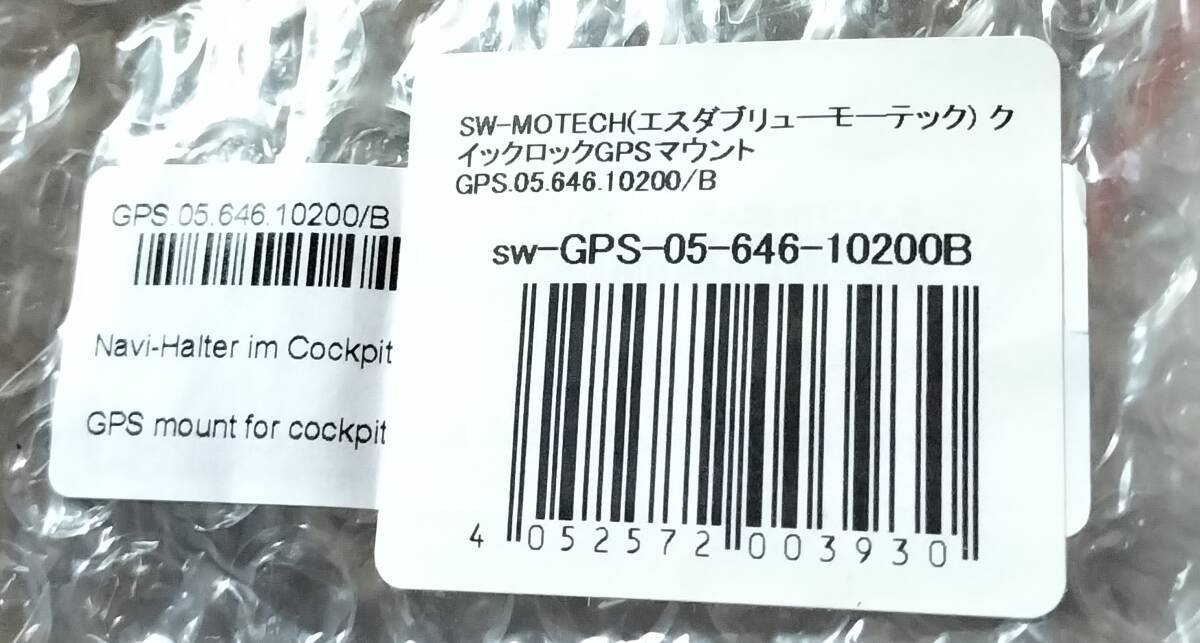 GPS.05.646.10200/B
Navi-Halter im Cockpit
GPS mount for cockpit
SW-MOTECH(エスダブリューモーテック) ク
イックロックGPSマウント
GPS.05.646.10200/B
sw-GPS-05-646-10200B
4 052572 003930